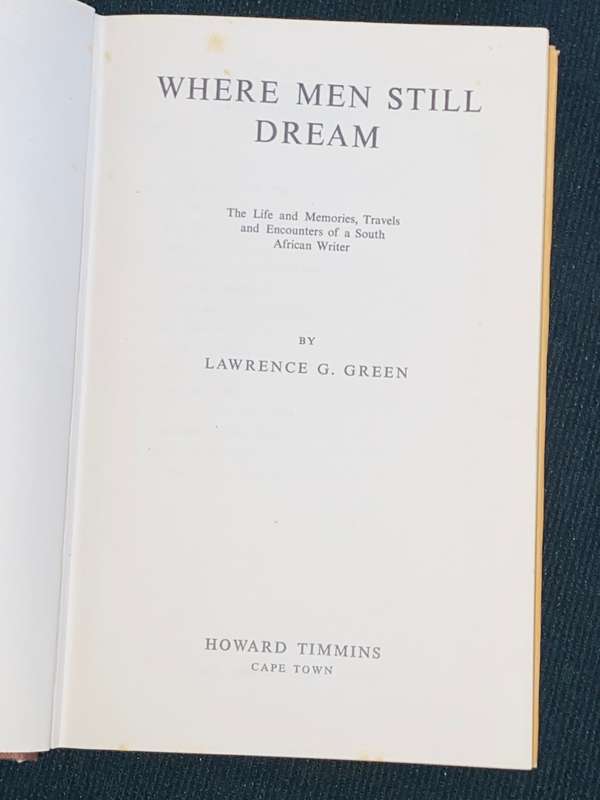 WHERE MEN STILL
DREAM
The Life and Memories, Travels
and Encounters of a South
African Writer
BY
LAWRENCE G. GREEN
HOWARD TIMMINS
CAPE TOWN